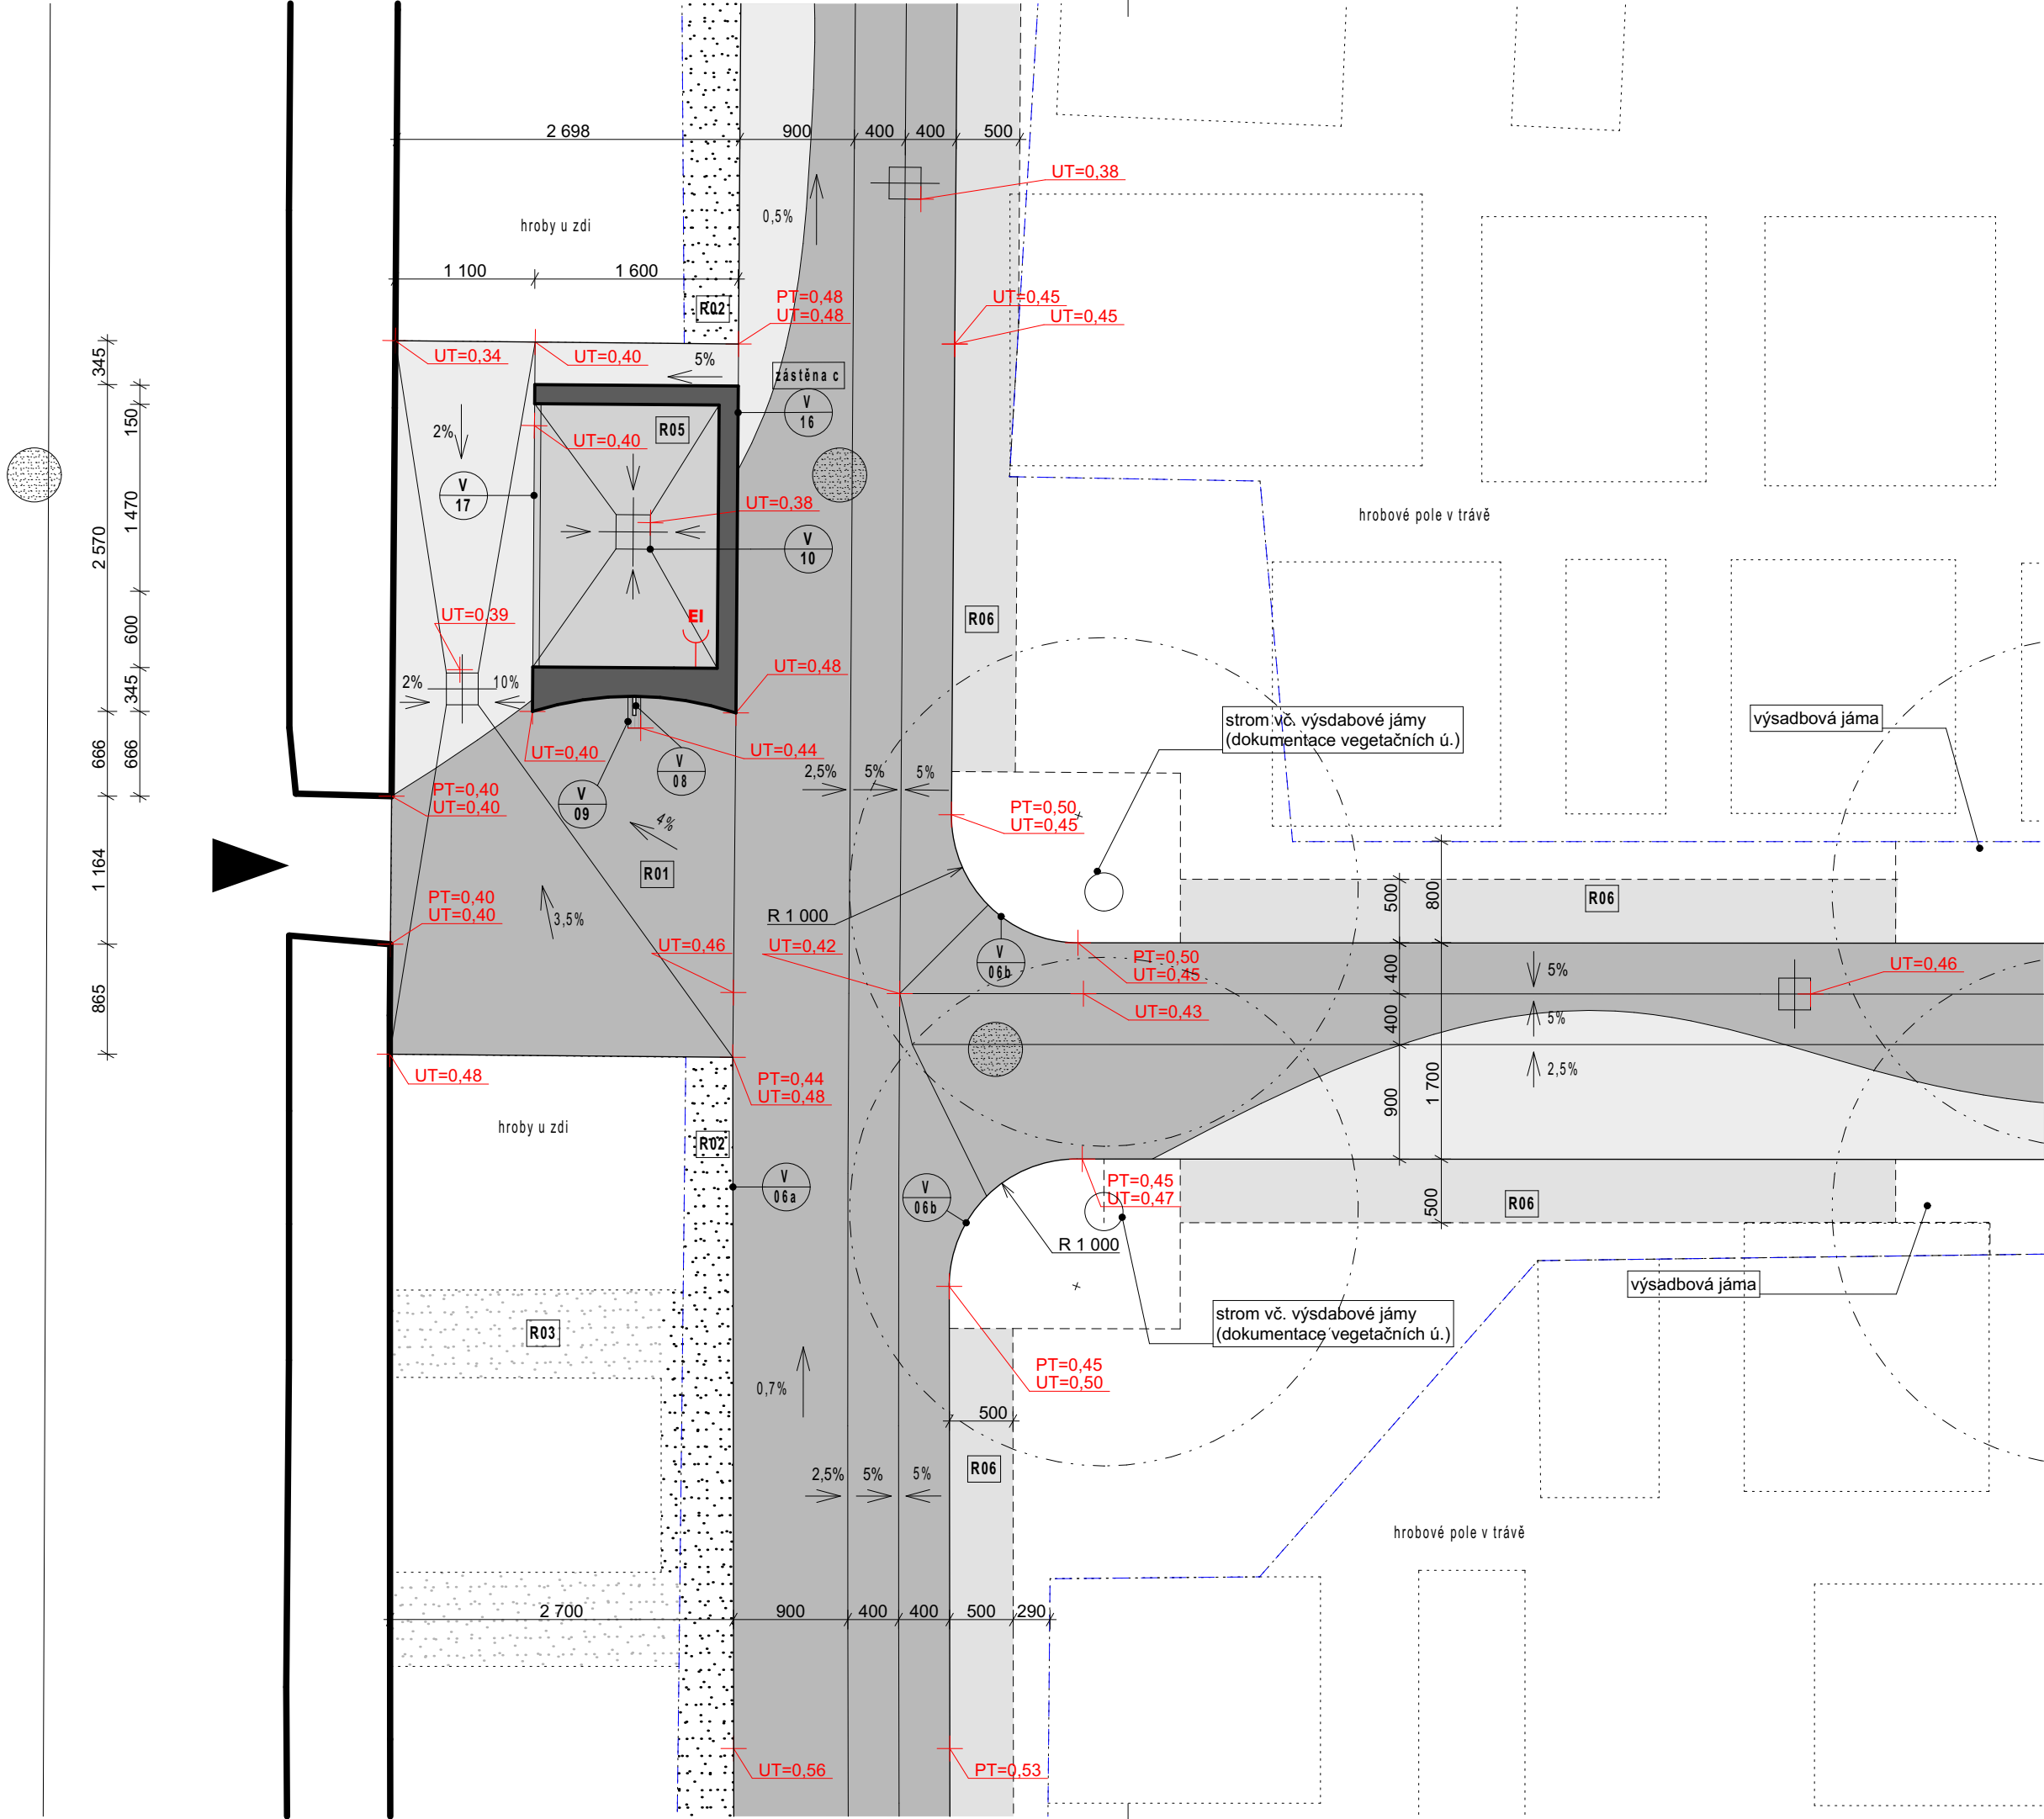 2 698
900
400
400
500
UT=0,38
0,5%
hroby u zdi
1 100
1 600
R02
PT=0,48
UT=0,48
UT=0,45
UT=0,45
345
UT=0,34
UT=0,40
5%
zástěna c
V
16
150
2%
UT=0,40
R05
V
17
1 470
2 570
UT=0,38
hrobové pole v trávě
V
10
UT=0,39
600
EI
R06
345
2%
10%
UT=0,48
strom vč. výsdabové jámy
(dokumentace vegetačních ú.)
výsadbová jáma
666
666
UT=0,40
UT=0,44
V
08
2,5%
5%
5%
V
09
PT=0,40
UT=0,40
4%
PT=0,50
UT=0,45
1 164
R01
500
800
R06
PT=0,40
UT=0,40
3,5%
R 1 000
UT=0,46
UT=0,42
V
06b
PT=0,50
UT=0,45
400
5%
UT=0,46
865
UT=0,43
400
5%
UT=0,48
PT=0,44
UT=0,48
900
1 700
2,5%
hroby u zdi
R02
V
06a
V
06b
PT=0,45
UT=0,47
500
R06
R 1 000
výsadbová jáma
R03
strom vč. výsdabové jámy
(dokumentace vegetačních ú.)
0,7%
PT=0,45
UT=0,50
500
2,5%
5%
5%
R06
hrobové pole v trávě
2 700
900
400
400
500
290
UT=0,56
PT=0,53